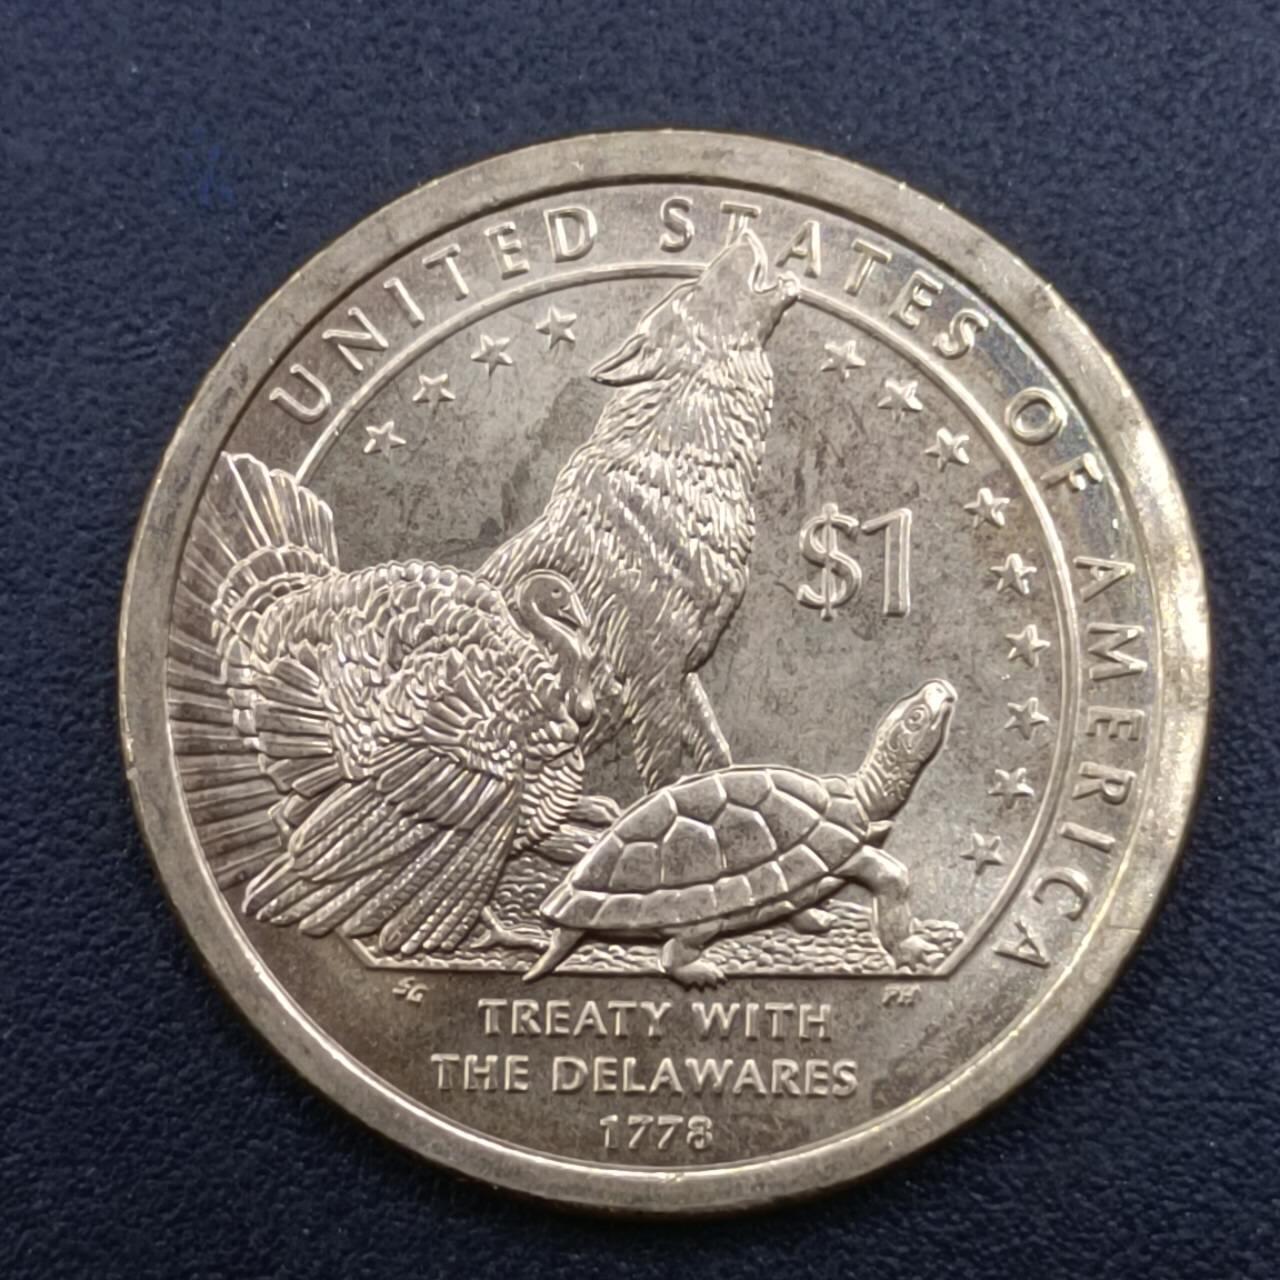 UNITED STATES OF AMERICA
$1
SG
PH
TREATY WITH
THE DELAWARES
1778